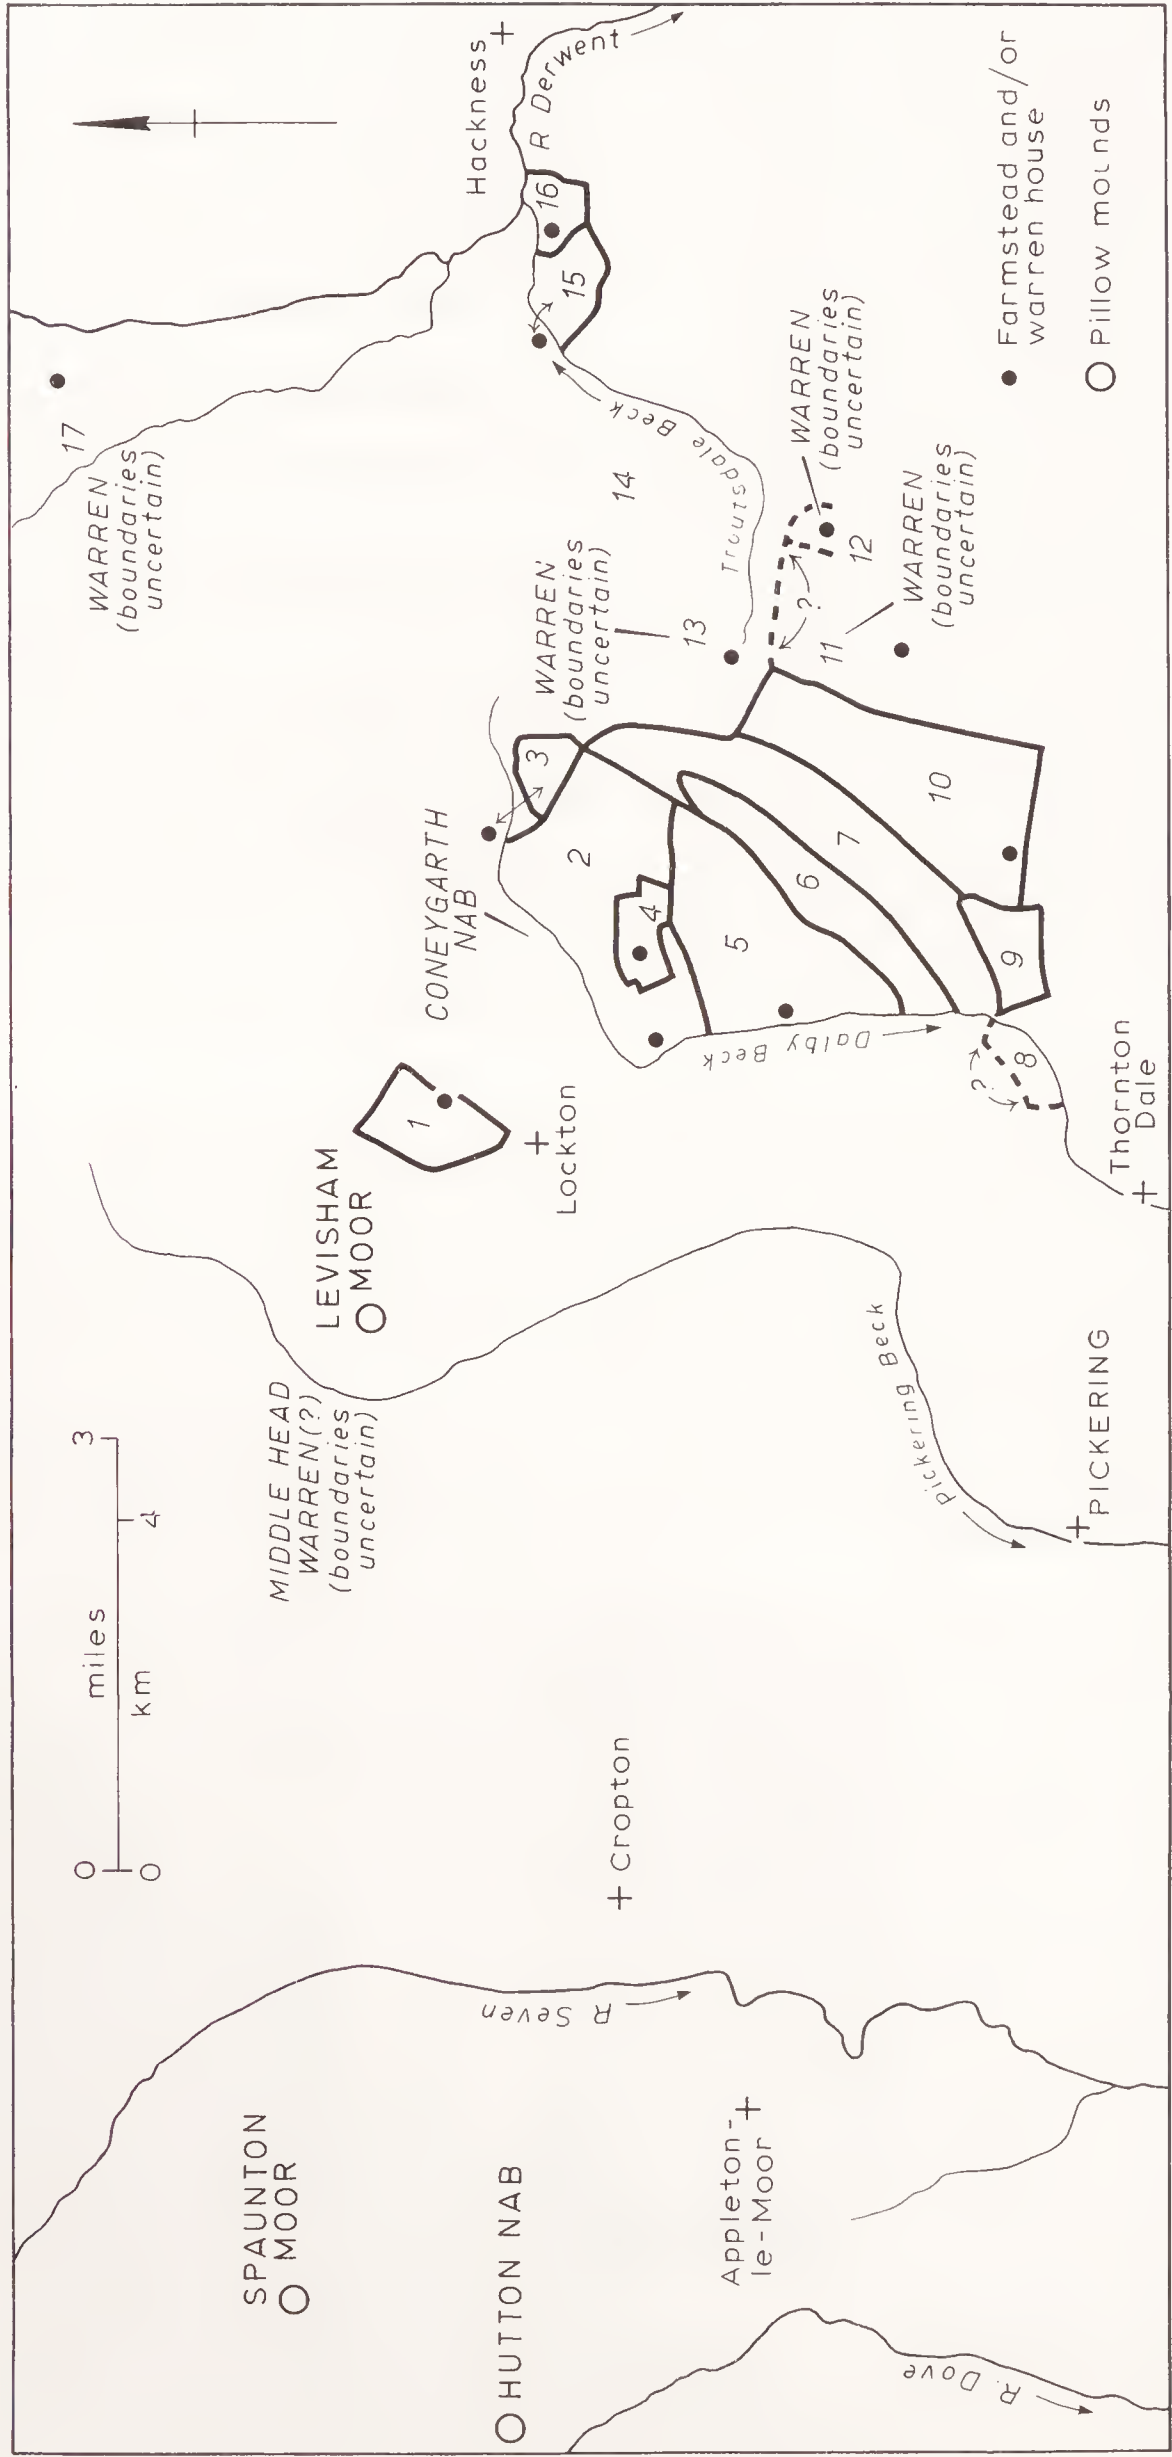 0 miles 3
0 km 4
SPAUNTON
MOOR
HUTTON NAB
Appleton-
le-Moor
R. Dove
R Seven
Cropton
MIDDLE HEAD
WARREN(?)
(boundaries
uncertain)
Pickering Beck
PICKERING
LEVISHAM
MOOR
1
Lockton
CONEYGARTH
NAB
Dalby Beck
Thornton
Dale
2
3
4
5
6
7
8
?
9
10
WARREN
(boundaries
uncertain)
13
14
11
WARREN
(boundaries
uncertain)
?
12
WARREN
(boundaries
uncertain)
Troutsdale Beck
15
16
17
WARREN
(boundaries
uncertain)
Hackness
R Derwent
Farmstead and/or
warren house
Pillow mounds